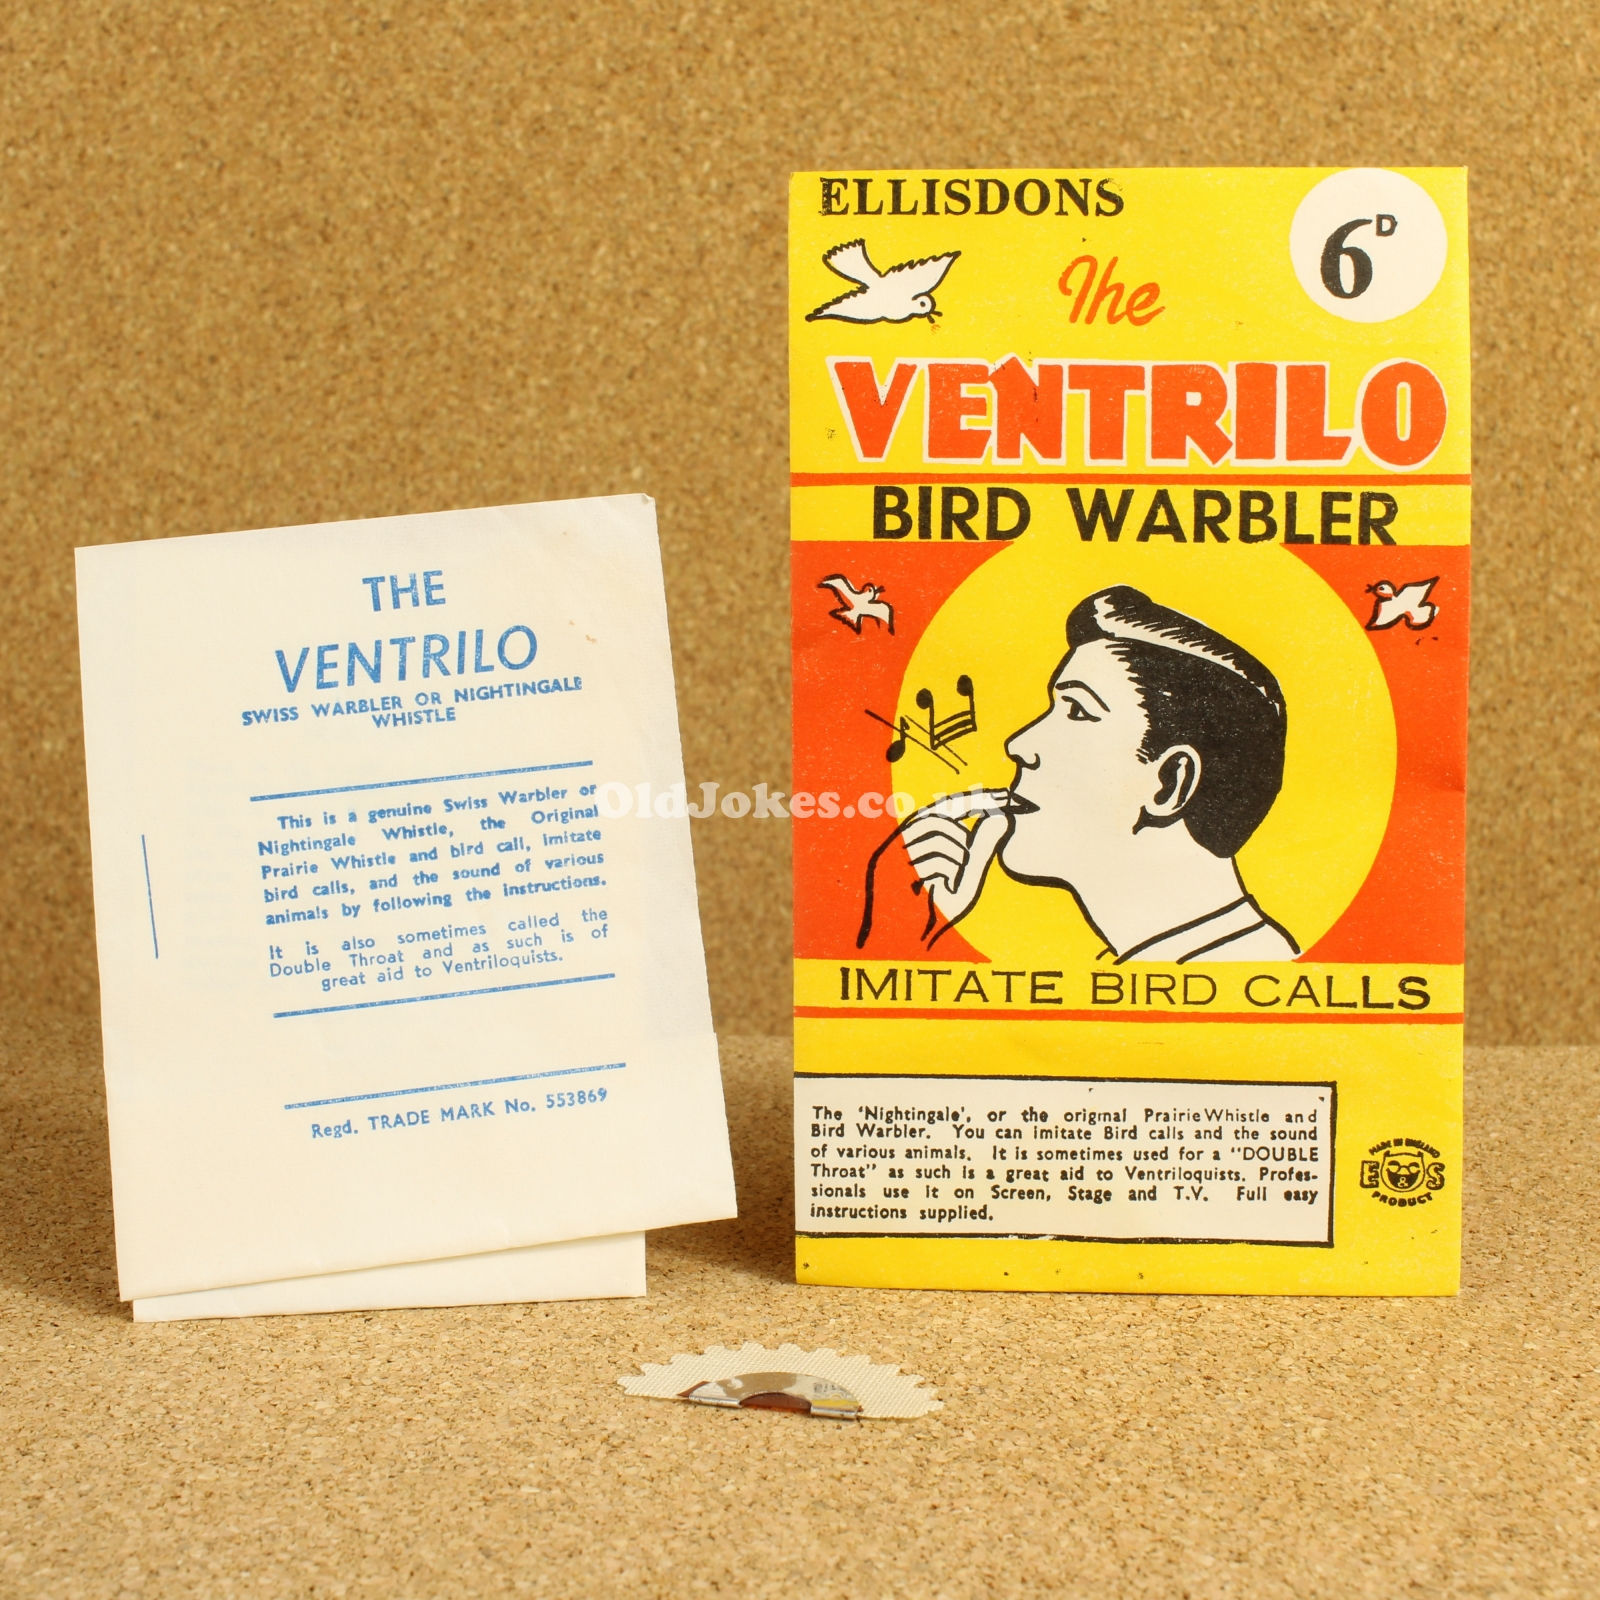 THE
VENTRILO
SWISS WARBLER OR NIGHTINGALE
WHISTLE
This is a genuine Swiss Warbler or
Nightingale Whistle, the Original
Prairie Whistle and bird call, imitate
bird calls, and the sound of various
animals by following the instructions.
It is also sometimes called the
Double Throat and as such is of
great aid to Ventriloquists.
Regd. TRADE MARK No. 553869
ELLISDONS
6D
The
VENTRILO
BIRD WARBLER
IMITATE BIRD CALLS
The 'Nightingale', or the original Prairie Whistle and
Bird Warbler. You can imitate Bird calls and the sound
of various animals. It is sometimes used for a "DOUBLE
Throat" as such is a great aid to Ventriloquists. Profes-
sionals use it on Screen, Stage and T.V. Full easy
instructions supplied.
MADE IN ENGLAND
E & S
PRODUCT
OldJokes.co.uk